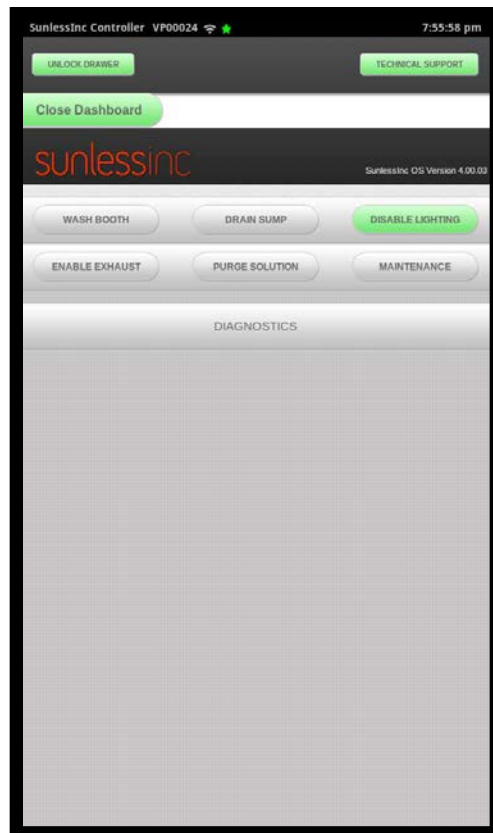 SunlessInc Controller VP00024 7:55:58 pm
UNLOCK DRAWER TECHNICAL SUPPORT
Close Dashboard
sunlessinc
SunlessInc OS Version 4.00.03
WASH BOOTH DRAIN SUMP DISABLE LIGHTING
ENABLE EXHAUST PURGE SOLUTION MAINTENANCE
DIAGNOSTICS